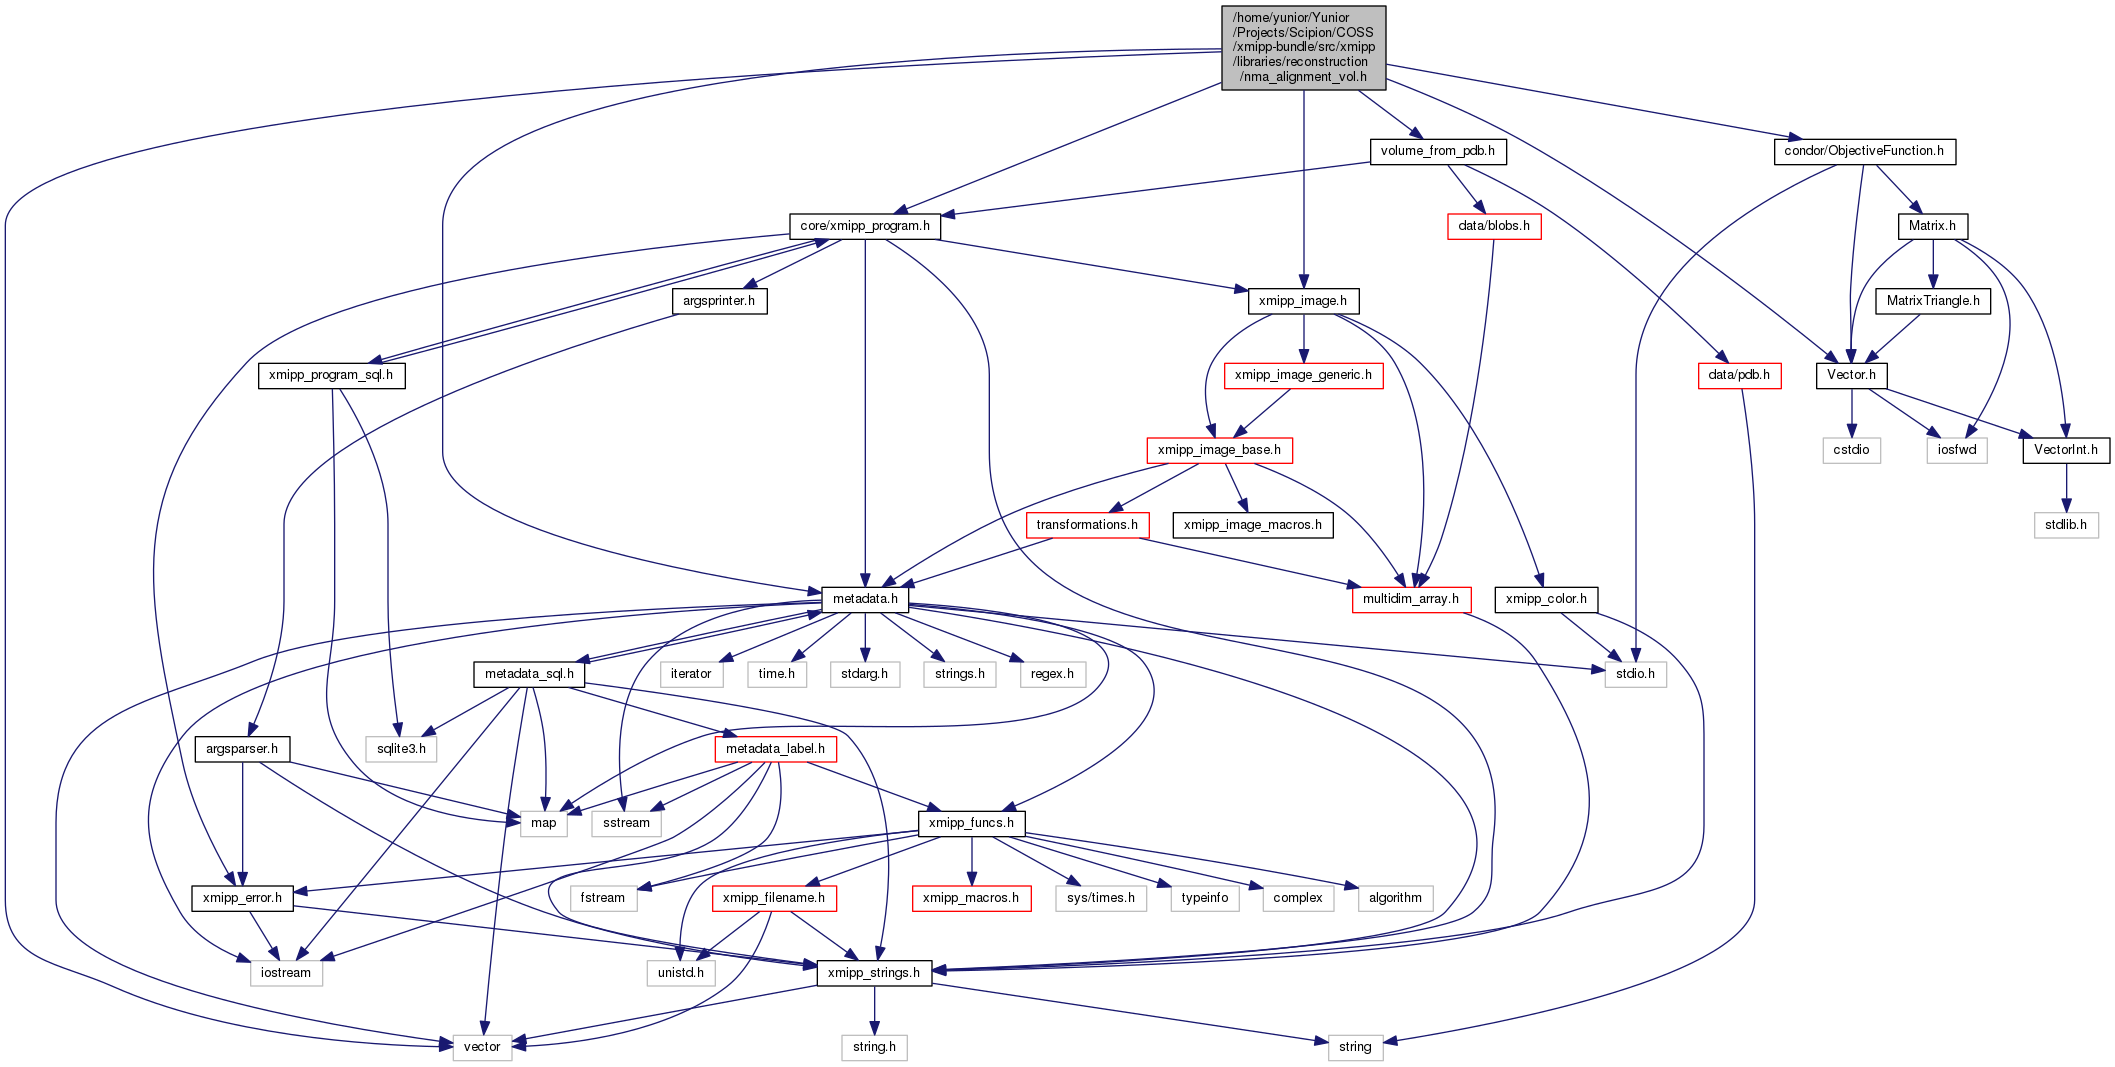 /home/yunior/Yunior
/Projects/Scipion/COSS
/xmipp-bundle/src/xmipp
/libraries/reconstruction
/nma_alignment_vol.h
volume_from_pdb.h
condor/ObjectiveFunction.h
core/xmipp_program.h
data/blobs.h
Matrix.h
argsprinter.h
xmipp_image.h
MatrixTriangle.h
xmipp_program_sql.h
xmipp_image_generic.h
data/pdb.h
Vector.h
xmipp_image_base.h
cstdio
iosfwd
VectorInt.h
transformations.h
xmipp_image_macros.h
stdlib.h
metadata.h
multidim_array.h
xmipp_color.h
metadata_sql.h
iterator
time.h
stdarg.h
strings.h
regex.h
stdio.h
argsparser.h
sqlite3.h
metadata_label.h
map
sstream
xmipp_funcs.h
xmipp_error.h
fstream
xmipp_filename.h
xmipp_macros.h
sys/times.h
typeinfo
complex
algorithm
iostream
unistd.h
xmipp_strings.h
vector
string.h
string